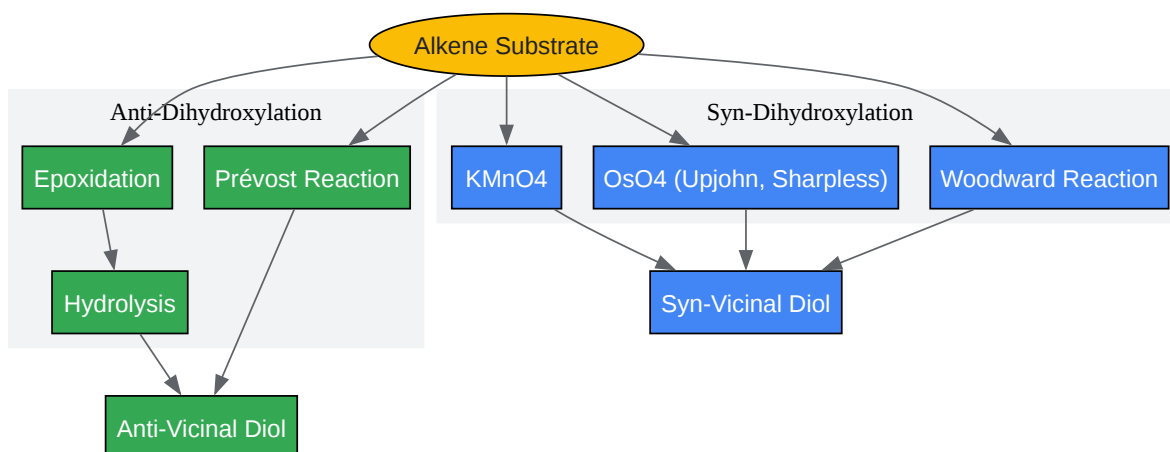 Alkene Substrate
Anti-Dihydroxylation
Syn-Dihydroxylation
Epoxidation
Prévost Reaction
KMnO4
OsO4 (Upjohn, Sharpless)
Woodward Reaction
Hydrolysis
Syn-Vicinal Diol
Anti-Vicinal Diol